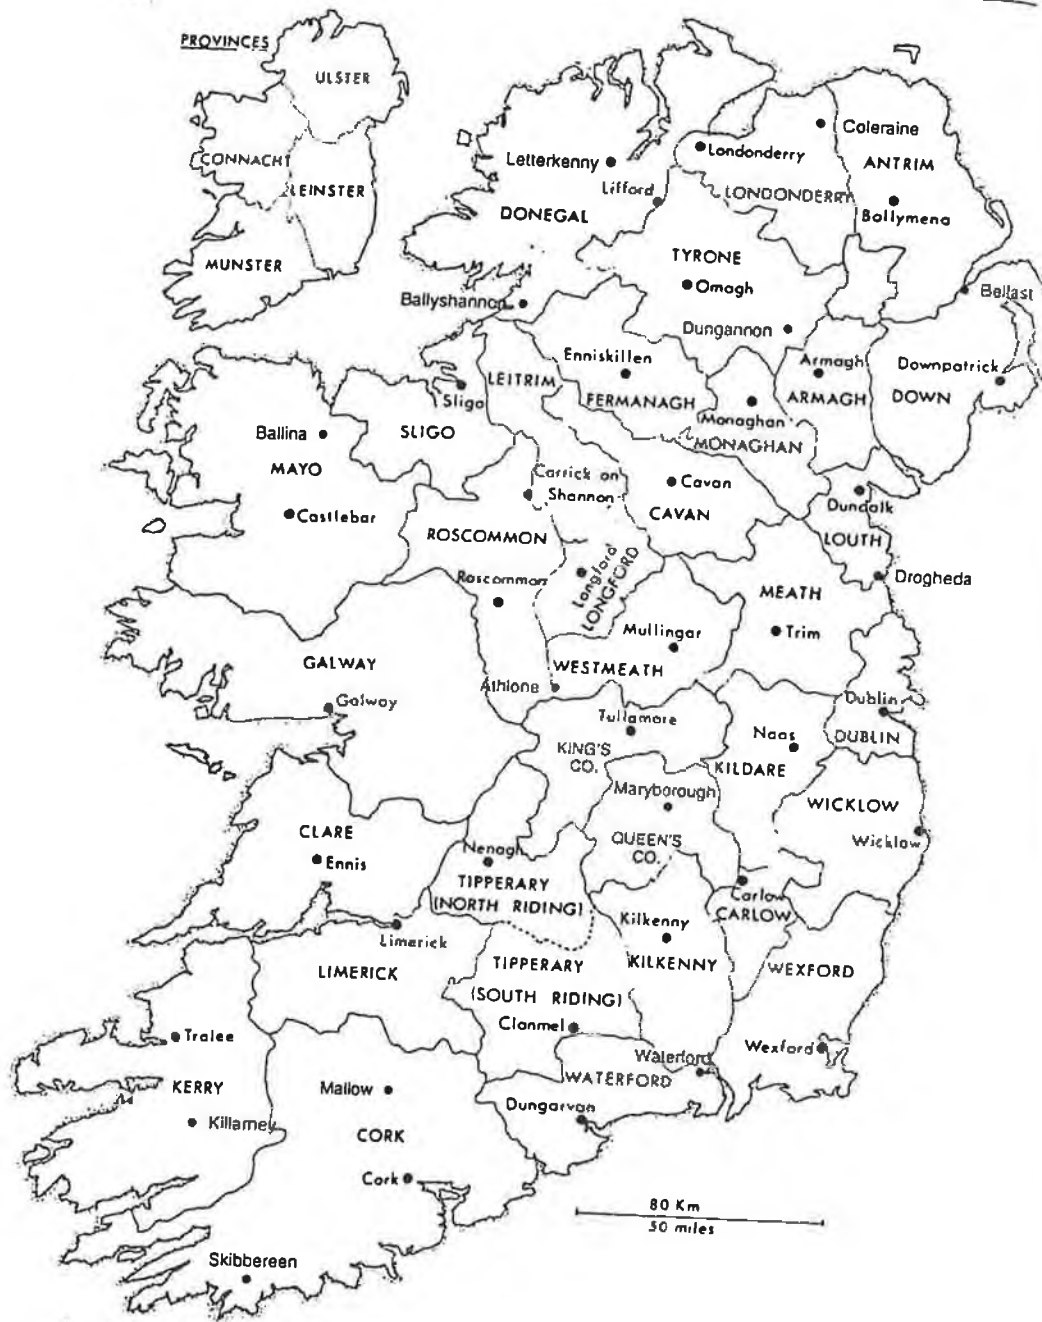 PROVINCES
ULSTER
CONNACHT
LEINSTER
MUNSTER
Coleraine
Londonderry
ANTRIM
Letterkenny
Lifford
LONDONDERRY
DONEGAL
Ballymena
TYRONE
Omagh
Belfast
Ballyshannon
Dungannon
Enniskillen
Armagh
Downpatrick
LEITRIM
Sligo
FERMANAGH
ARMAGH
DOWN
Monaghan
MONAGHAN
Ballina
SLIGO
MAYO
Carrick on
Shannon
Cavan
CAVAN
Castlebar
Dundalk
ROSCOMMON
LOUTH
Roscommon
Longford
LONGFORD
Drogheda
MEATH
Trim
Mullingar
GALWAY
WESTMEATH
Athlone
Galway
Dublin
Tullamore
Naas
DUBLIN
KING'S
CO.
KILDARE
Maryborough
WICKLOW
CLARE
Ennis
Nenagh
QUEEN'S
CO.
Wicklow
TIPPERARY
(NORTH RIDING)
Carlow
CARLOW
Kilkenny
Limerick
LIMERICK
TIPPERARY
(SOUTH RIDING)
KILKENNY
WEXFORD
Clonmel
Tralee
Wexford
Waterford
WATERFORD
KERRY
Mallow
Dungarvan
Killarney
CORK
Cork
80 Km
50 miles
Skibbereen